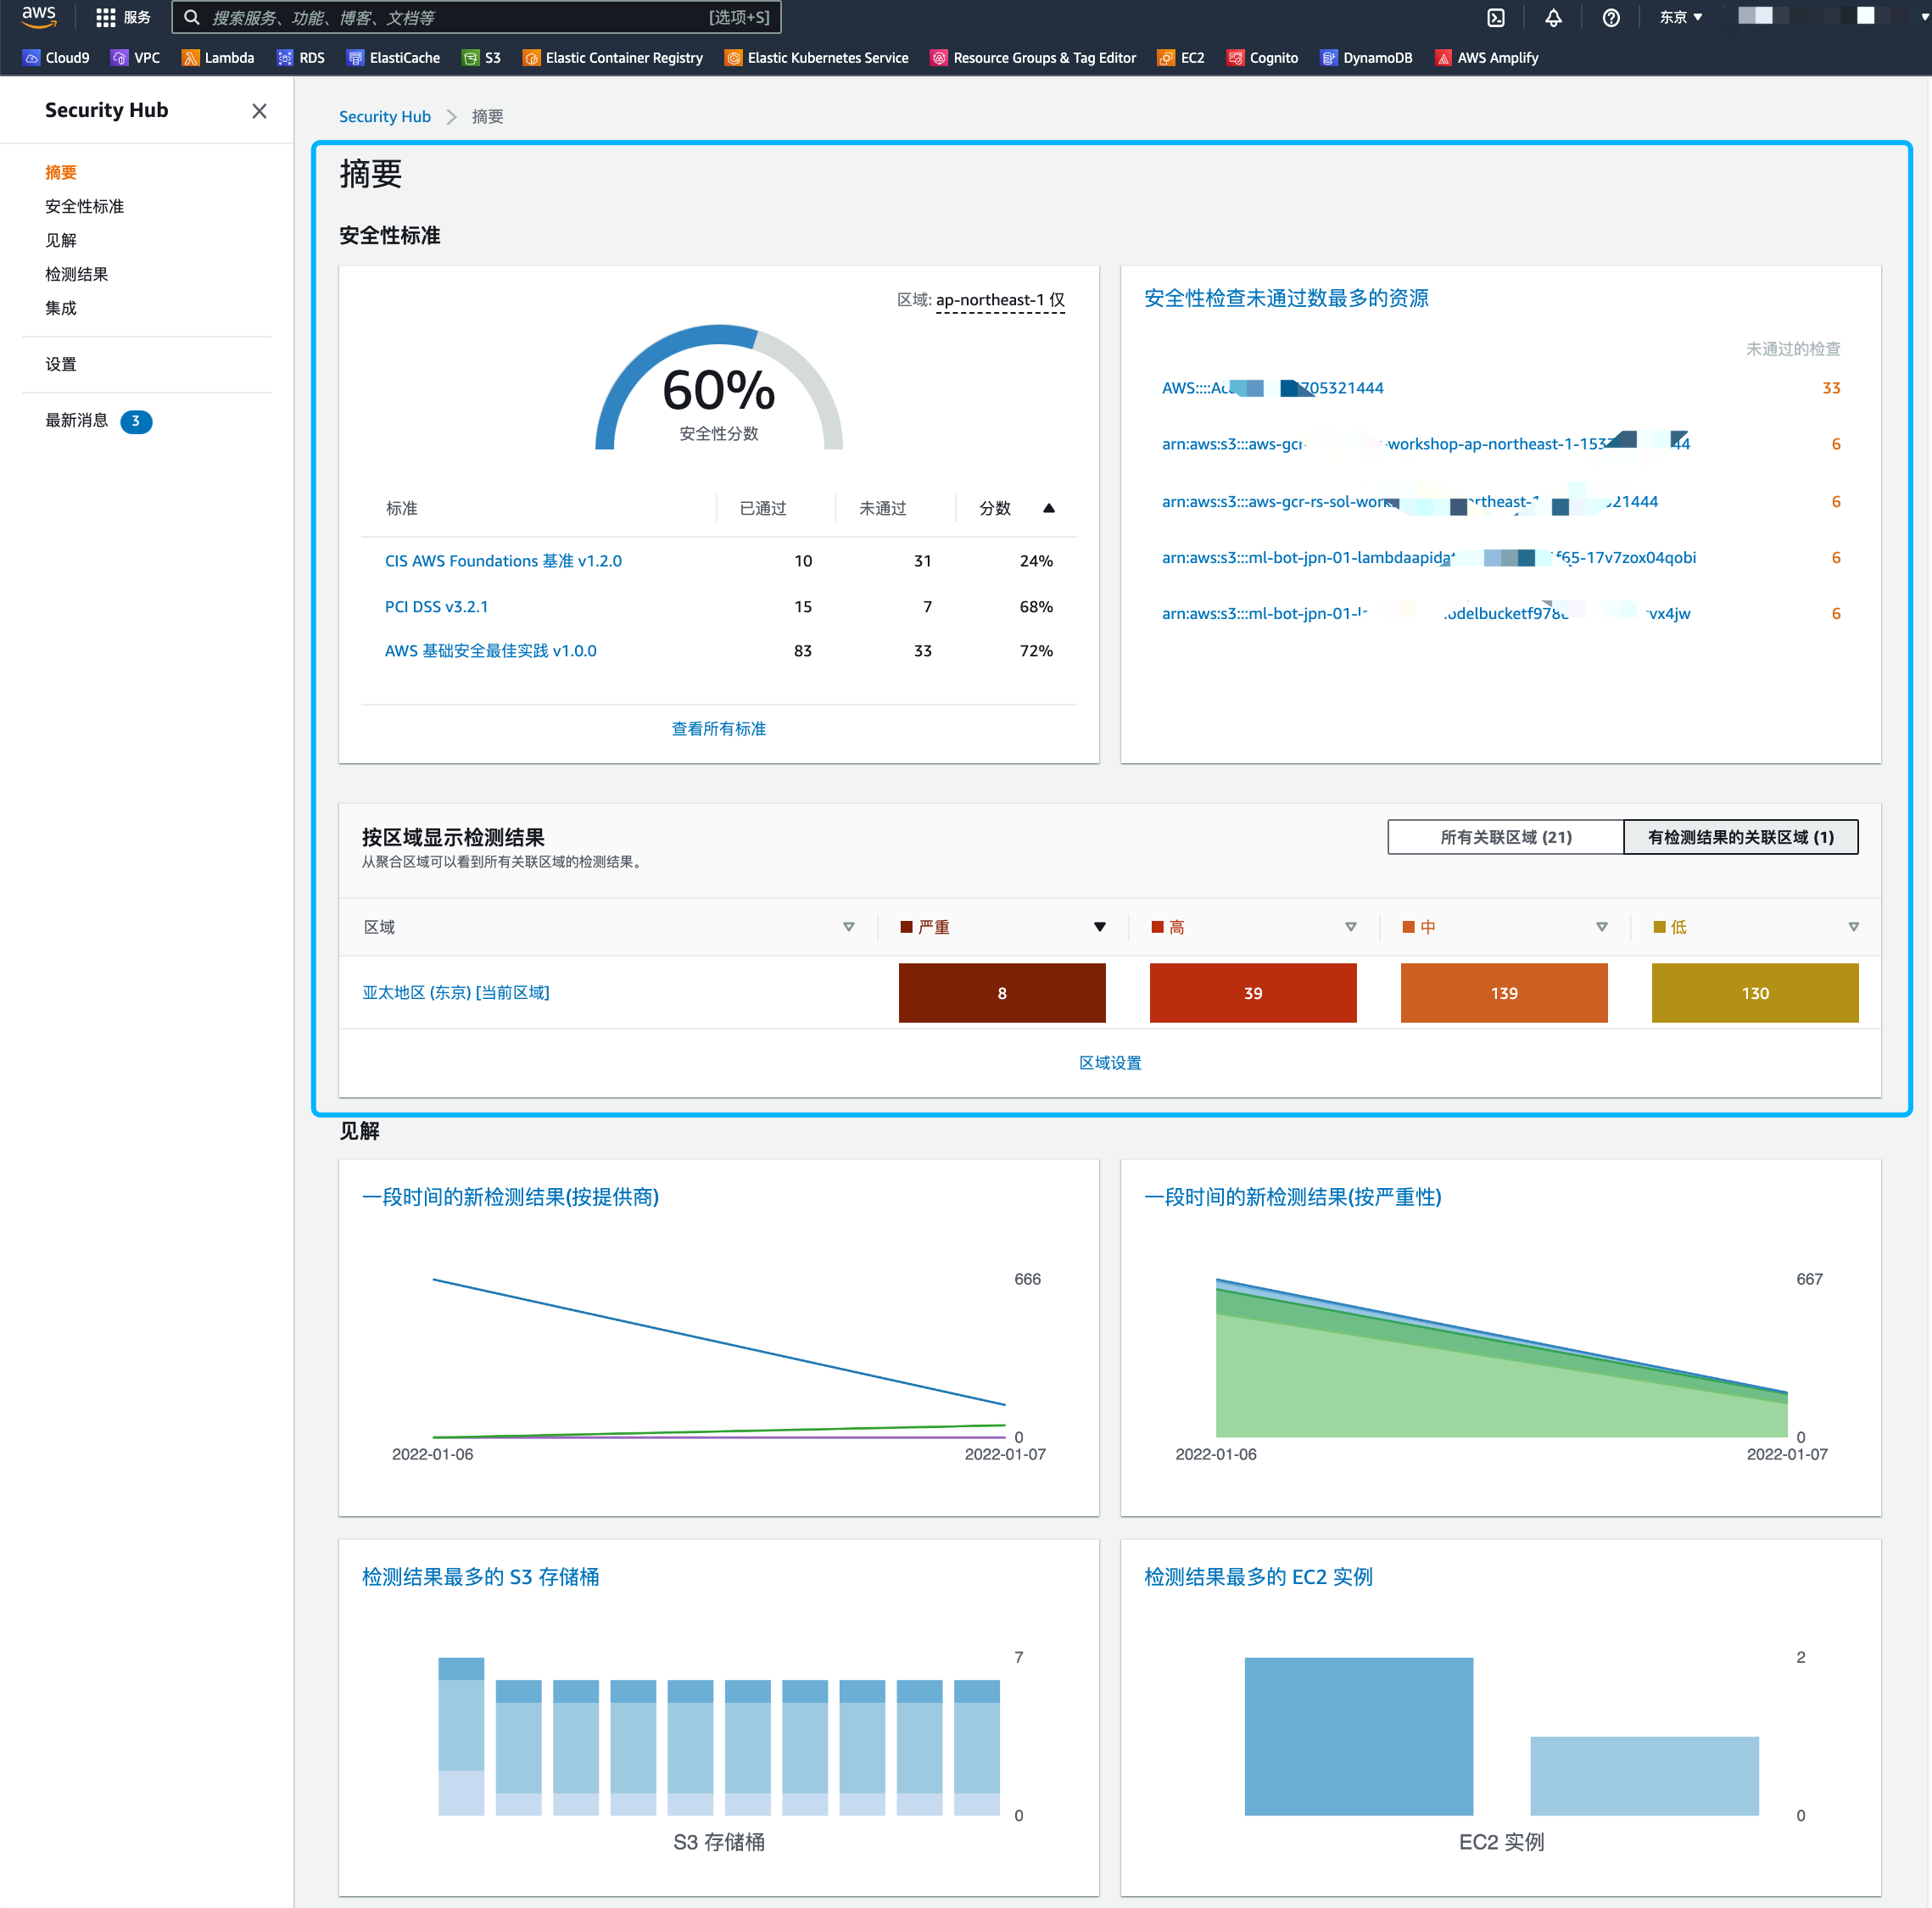 aws 服务 搜索服务、功能、博客、文档等 [选项+S] 东京
Cloud9 VPC Lambda RDS ElastiCache S3 Elastic Container Registry Elastic Kubernetes Service Resource Groups & Tag Editor EC2 Cognito DynamoDB AWS Amplify
Security Hub
摘要
安全性标准
见解
检测结果
集成
设置
最新消息 3
Security Hub 摘要
摘要
安全性标准
区域: ap-northeast-1 仅
60%
安全性分数
标准 已通过 未通过 分数
CIS AWS Foundations 基准 v1.2.0 10 31 24%
PCI DSS v3.2.1 15 7 68%
AWS 基础安全最佳实践 v1.0.0 83 33 72%
查看所有标准
安全性检查未通过数最多的资源
未通过的检查
AWS::::Ac 705321444 33
arn:aws:s3:::aws-gcr- -workshop-ap-northeast-1-153 44 6
arn:aws:s3:::aws-gcr-rs-sol-work rtheast-1 21444 6
arn:aws:s3:::ml-bot-jpn-01-lambdaapida f65-17v7zox04qobi 6
arn:aws:s3:::ml-bot-jpn-01- odelbucketf978 vx4jw 6
按区域显示检测结果
从聚合区域可以看到所有关联区域的检测结果。
所有关联区域 (21) 有检测结果的关联区域 (1)
区域 严重 高 中 低
亚太地区 (东京) [当前区域] 8 39 139 130
区域设置
见解
一段时间的新检测结果(按提供商)
666
0
2022-01-06 2022-01-07
一段时间的新检测结果(按严重性)
667
0
2022-01-06 2022-01-07
检测结果最多的 S3 存储桶
7
0
S3 存储桶
检测结果最多的 EC2 实例
2
0
EC2 实例